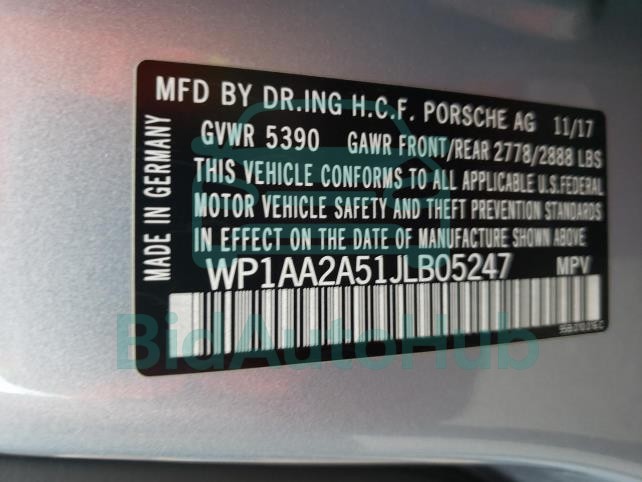 MFD BY DR.ING H.C.F. PORSCHE AG 11/17
GVWR 5390 GAWR FRONT/REAR 2778/2888 LBS
THIS VEHICLE CONFORMS TO ALL APPLICABLE U.S.FEDERAL
MOTOR VEHICLE SAFETY AND THEFT PREVENTION STANDARDS
IN EFFECT ON THE DATE OF MANUFACTURE SHOWN ABOVE
WP1AA2A51JLB05247 MPV
MADE IN GERMANY
BidAutoHub